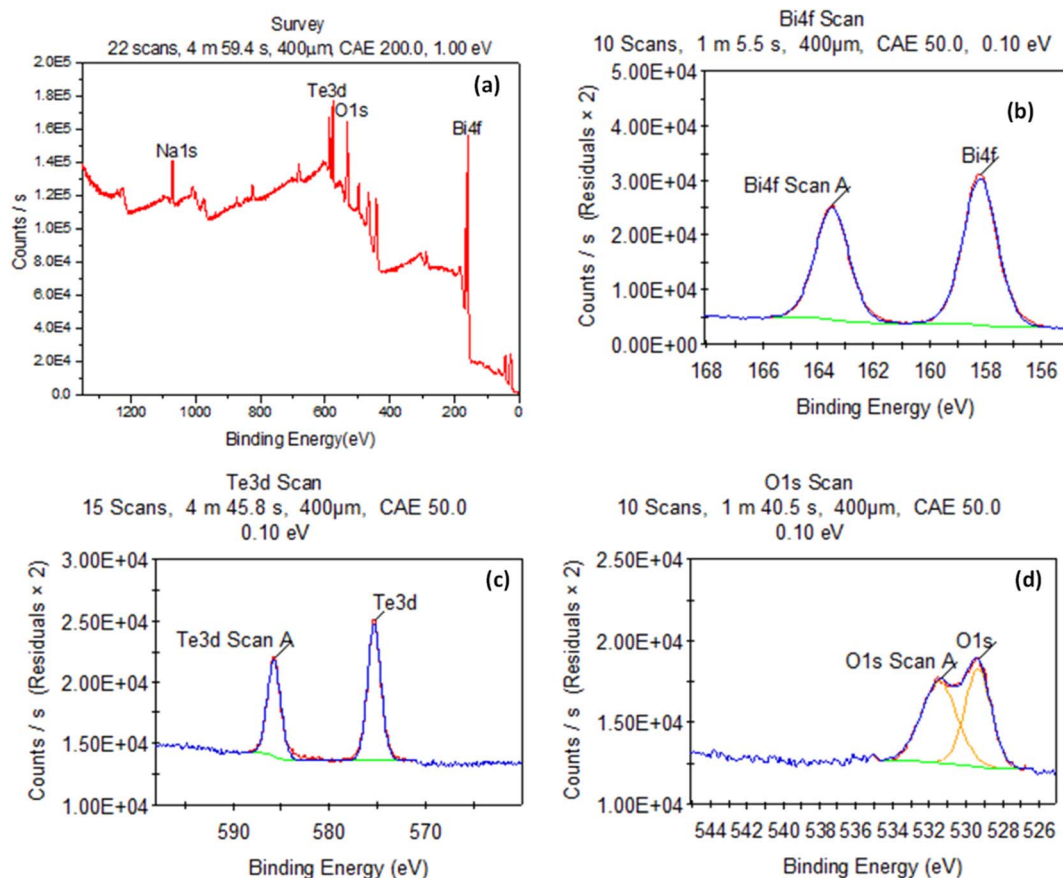 Survey
22 scans, 4 m 59.4 s, 400µm, CAE 200.0, 1.00 eV
(a)
Counts / s
2.0E5
1.8E5
1.6E5
1.4E5
1.2E5
1.0E5
8.0E4
6.0E4
4.0E4
2.0E4
0.0
Na1s
Te3d
O1s
Bi4f
1200 1000 800 600 400 200 0
Binding Energy(eV)
Bi4f Scan
10 Scans, 1 m 5.5 s, 400µm, CAE 50.0, 0.10 eV
(b)
Counts / s (Residuals × 2)
5.00E+04
4.00E+04
3.00E+04
2.00E+04
1.00E+04
0.00E+00
Bi4f Scan A
Bi4f
168 166 164 162 160 158 156
Binding Energy (eV)
Te3d Scan
15 Scans, 4 m 45.8 s, 400µm, CAE 50.0
0.10 eV
(c)
Counts / s (Residuals × 2)
3.00E+04
2.50E+04
2.00E+04
1.50E+04
1.00E+04
Te3d Scan A
Te3d
590 580 570
Binding Energy (eV)
O1s Scan
10 Scans, 1 m 40.5 s, 400µm, CAE 50.0
0.10 eV
(d)
Counts / s (Residuals × 2)
2.50E+04
2.00E+04
1.50E+04
1.00E+04
O1s Scan A
O1s
544 542 540 538 536 534 532 530 528 526
Binding Energy (eV)